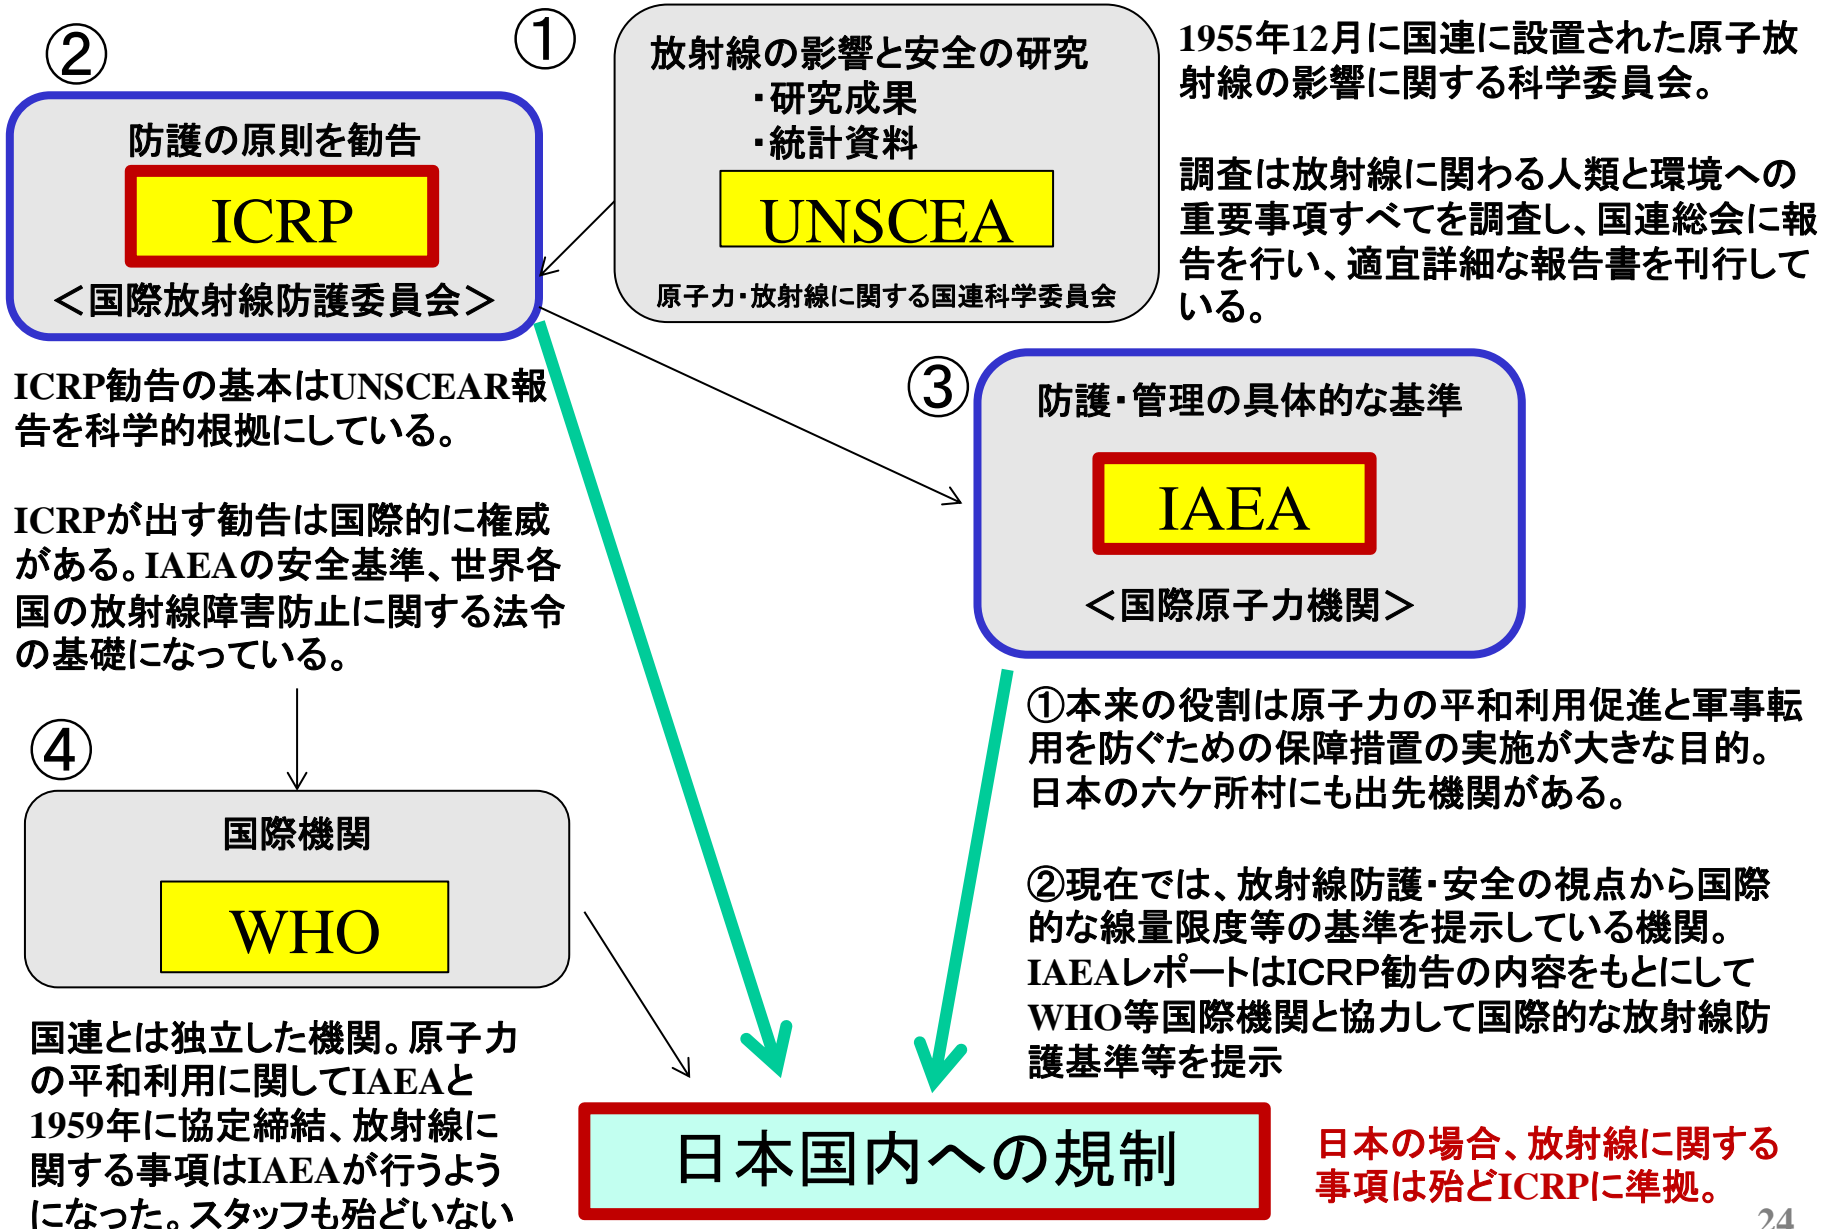 ①
放射線の影響と安全の研究
・研究成果
・統計資料
UNSCEA
原子力・放射線に関する国連科学委員会
1955年12月に国連に設置された原子放
射線の影響に関する科学委員会。
調査は放射線に関わる人類と環境への
重要事項すべてを調査し、国連総会に報
告を行い、適宜詳細な報告書を刊行して
いる。
②
防護の原則を勧告
ICRP
＜国際放射線防護委員会＞
ICRP勧告の基本はUNSCEAR報
告を科学的根拠にしている。
ICRPが出す勧告は国際的に権威
がある。IAEAの安全基準、世界各
国の放射線障害防止に関する法令
の基礎になっている。
③
防護・管理の具体的な基準
IAEA
＜国際原子力機関＞
①本来の役割は原子力の平和利用促進と軍事転
用を防ぐための保障措置の実施が大きな目的。
日本の六ケ所村にも出先機関がある。
②現在では、放射線防護・安全の視点から国際
的な線量限度等の基準を提示している機関。
IAEAレポートはICRP勧告の内容をもとにして
WHO等国際機関と協力して国際的な放射線防
護基準等を提示
④
国際機関
WHO
国連とは独立した機関。原子力
の平和利用に関してIAEAと
1959年に協定締結、放射線に
関する事項はIAEAが行うよう
になった。スタッフも殆どいない
日本国内への規制
日本の場合、放射線に関する
事項は殆どICRPに準拠。
24